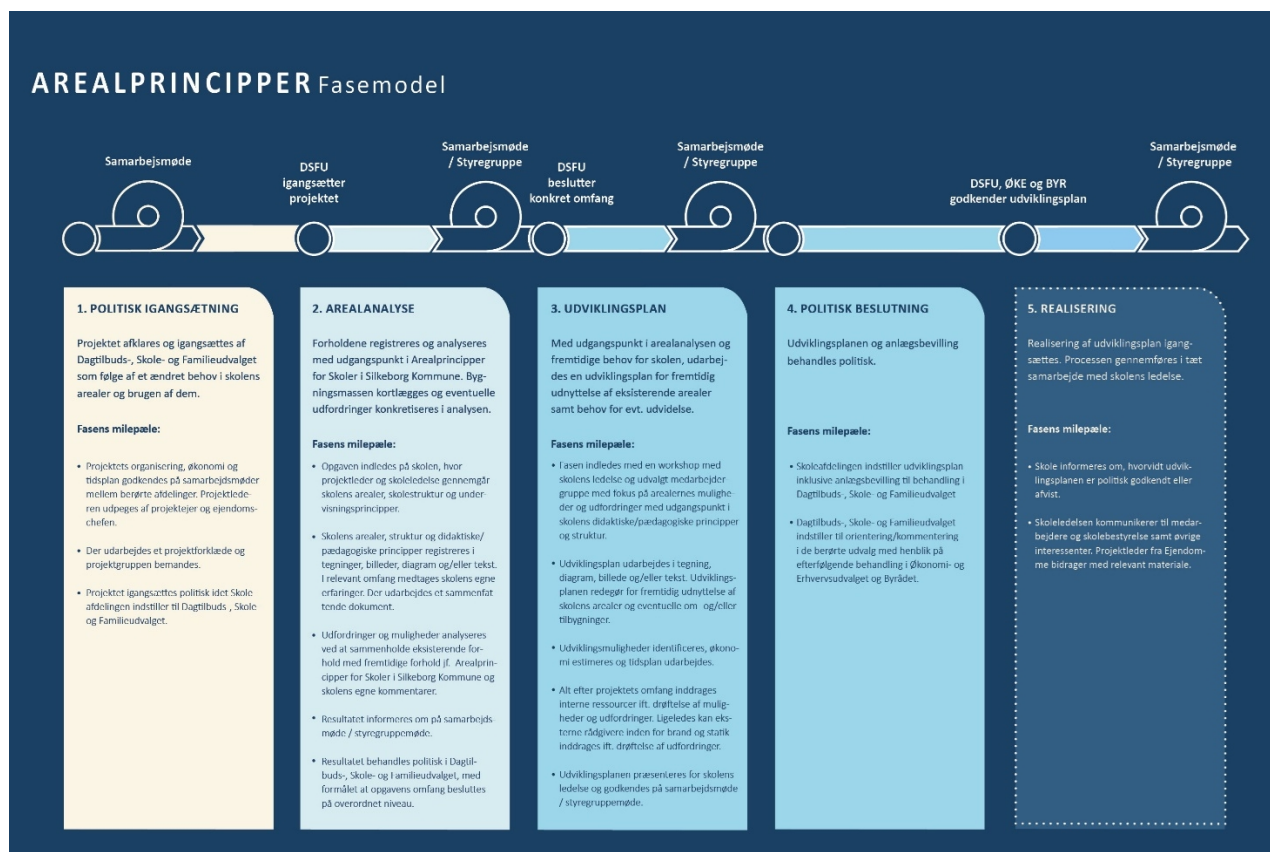 AREALPRINCIPPER Fasemodel
Samarbejsmøde
DSFU
igangsætter
projektet
Samarbejsmøde
/ Styregruppe
DSFU
beslutter
konkret omfang
Samarbejsmøde
/ Styregruppe
DSFU, ØKE og BYR
godkender udviklingsplan
Samarbejsmøde
/ Styregruppe
1. POLITISK IGANGSÆTNING
Projektet afklares og igangsættes af
Dagtilbuds-, Skole- og Familieudvalget
som følge af et ændret behov i skolens
arealer og brugen af dem.
Fasens milepæle:
• Projektets organisering, økonomi og
tidsplan godkendes på samarbejdsmøder
mellem berørte afdelinger. Projektlede-
ren udpeges af projektejer og ejendoms-
chefen.
• Der udarbejdes et projektforklæde og
projektgruppen bemandes.
• Projektet igangsættes politisk idet Skole
afdelingen indstiller til Dagtilbuds , Skole
og Familieudvalget.
2. AREALANALYSE
Forholdene registreres og analyseres
med udgangspunkt i Arealprincipper
for Skoler i Silkeborg Kommune. Byg-
ningsmassen kortlægges og eventuelle
udfordringer konkretiseres i analysen.
Fasens milepæle:
• Opgaven indledes på skolen, hvor
projektleder og skoleledelse gennemgår
skolens arealer, skolestruktur og under-
visningsprincipper.
• Skolens arealer, struktur og didaktiske/
pædagogiske principper registreres i
tegninger, billeder, diagram og/eller tekst.
I relevant omfang medtages skolens egne
erfaringer. Der udarbejdes et sammenfat
tende dokument.
• Udfordringer og muligheder analyseres
ved at sammenholde eksisterende for-
hold med fremtidige forhold jf. Arealprin-
cipper for Skoler i Silkeborg Kommune og
skolens egne kommentarer.
• Resultatet informeres om på samarbejds-
møde / styregruppemøde.
• Resultatet behandles politisk i Dagtil-
buds-, Skole- og Familieudvalget, med
formålet at opgavens omfang besluttes
på overordnet niveau.
3. UDVIKLINGSPLAN
Med udgangspunkt i arealanalysen og
fremtidige behov for skolen, udarbej-
des en udviklingsplan for fremtidig
udnyttelse af eksisterende arealer
samt behov for evt. udvidelse.
Fasens milepæle:
• Fasen indledes med en workshop med
skolens ledelse og udvalgt medarbejder
gruppe med fokus på arealernes mulighe-
der og udfordringer med udgangspunkt i
skolens didaktiske/pædagogiske principper
og struktur.
• Udviklingsplan udarbejdes i tegning,
diagram, billede og/eller tekst. Udviklings-
planen redegør for fremtidig udnyttelse af
skolens arealer og eventuelle om og/eller
tilbygninger.
• Udviklingsmuligheder identificeres, økono-
mi estimeres og tidsplan udarbejdes.
• Alt efter projektets omfang inddrages
interne ressourcer ift. drøftelse af mulig-
heder og udfordringer. Ligeledes kan eks-
terne rådgivere inden for brand og statik
inddrages ift. drøftelse af udfordringer.
• Udviklingsplanen præsenteres for skolens
ledelse og godkendes på samarbejdsmøde
/ styregruppemøde.
4. POLITISK BESLUTNING
Udviklingsplanen og anlægsbevilling
behandles politisk.
Fasens milepæle:
• Skoleafdelingen indstiller udviklingsplan
inklusive anlægsbevilling til behandling i
Dagtilbuds-, Skole- og Familieudvalget
• Dagtilbuds-, Skole- og Familieudvalget
indstiller til orientering/kommentering
i de berørte udvalg med henblik på
efterfølgende behandling i Økonomi- og
Erhvervsudvalget og Byrådet.
5. REALISERING
Realisering af udviklingsplan igang-
sættes. Processen gennemføres i tæt
samarbejde med skolens ledelse.
Fasens milepæle:
• Skole informeres om, hvorvidt udvik-
lingsplanen er politisk godkendt eller
afvist.
• Skoleledelsen kommunikerer til medar-
bejdere og skolebestyrelse samt øvrige
interessenter. Projektleder fra Ejendom-
me bidrager med relevant materiale.